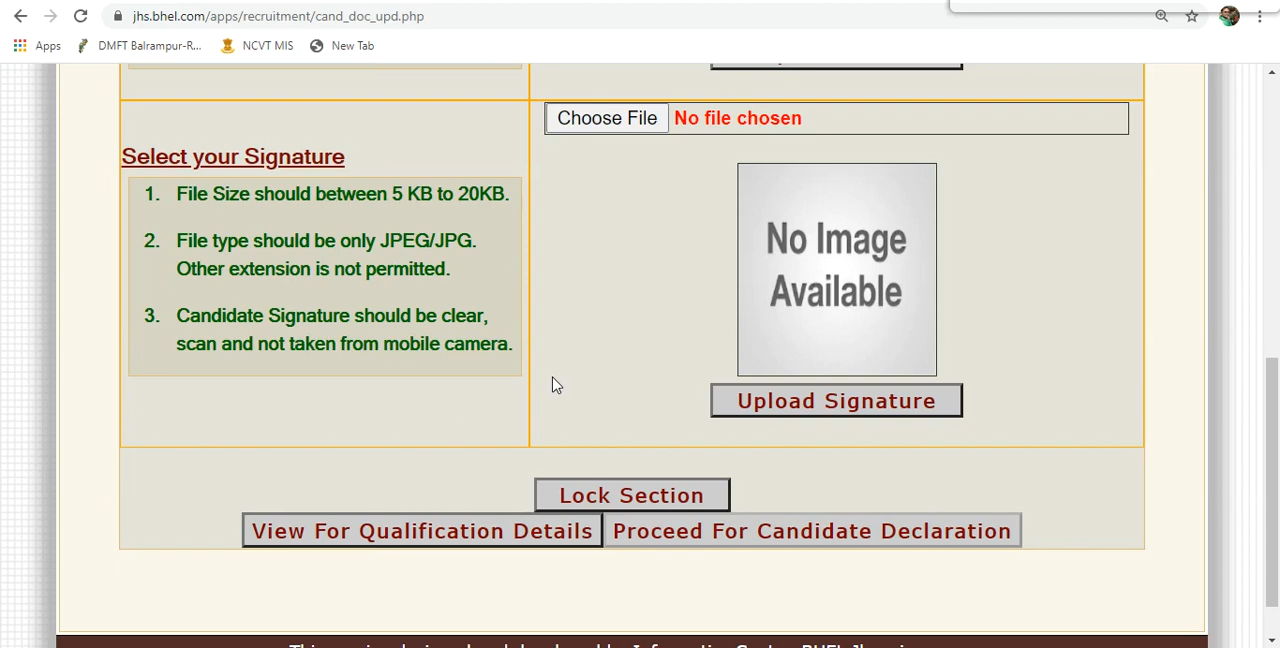 jhs.bhel.com/apps/recruitment/cand_doc_upd.php
Apps DMFT Balrampur-R... NCVT MIS New Tab
Choose File No file chosen
Select your Signature
1. File Size should between 5 KB to 20KB.
2. File type should be only JPEG/JPG.
Other extension is not permitted.
3. Candidate Signature should be clear,
scan and not taken from mobile camera.
No Image
Available
Upload Signature
Lock Section
View For Qualification Details Proceed For Candidate Declaration